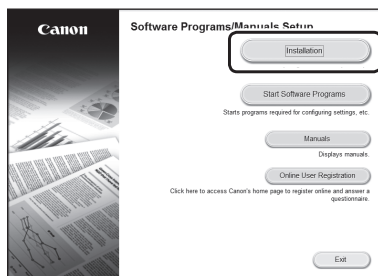 Canon
Software Programs/Manuals Setup
Installation
Start Software Programs
Starts programs required for configuring settings, etc.
Manuals
Displays manuals.
Online User Registration
Click here to access Canon's home page to register online and answer a
questionnaire.
Exit